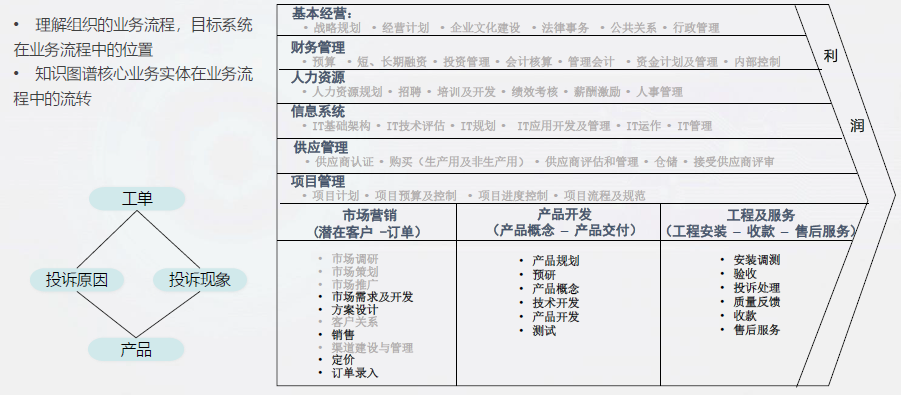 • 理解组织的业务流程，目标系统
在业务流程中的位置
• 知识图谱核心业务实体在业务流
程中的流转
工单
投诉原因
投诉现象
产品
基本经营：
• 战略规划 • 经营计划 • 企业文化建设 • 法律事务 • 公共关系 • 行政管理
财务管理
• 预算 • 短、长期融资 • 投资管理 • 会计核算 • 管理会计 • 资金计划及管理 • 内部控制
人力资源
• 人力资源规划 • 招聘 • 培训及开发 • 绩效考核 • 薪酬激励 • 人事管理
信息系统
• IT基础架构 • IT技术评估 • IT规划 • IT应用开发及管理 • IT运作 • IT管理
供应管理
• 供应商认证 • 购买（生产用及非生产用） • 供应商评估和管理 • 仓储 • 接受供应商评审
项目管理
• 项目计划 • 项目预算及控制 • 项目进度控制 • 项目流程及规范
利
润
市场营销
（潜在客户 –订单）
• 市场调研
• 市场策划
• 市场推广
• 市场需求及开发
• 方案设计
• 客户关系
• 销售
• 渠道建设与管理
• 定价
• 订单录入
产品开发
（产品概念 – 产品交付）
• 产品规划
• 预研
• 产品概念
• 技术开发
• 产品开发
• 测试
工程及服务
（工程安装 – 收款 – 售后服务）
• 安装调测
• 验收
• 投诉处理
• 质量反馈
• 收款
• 售后服务